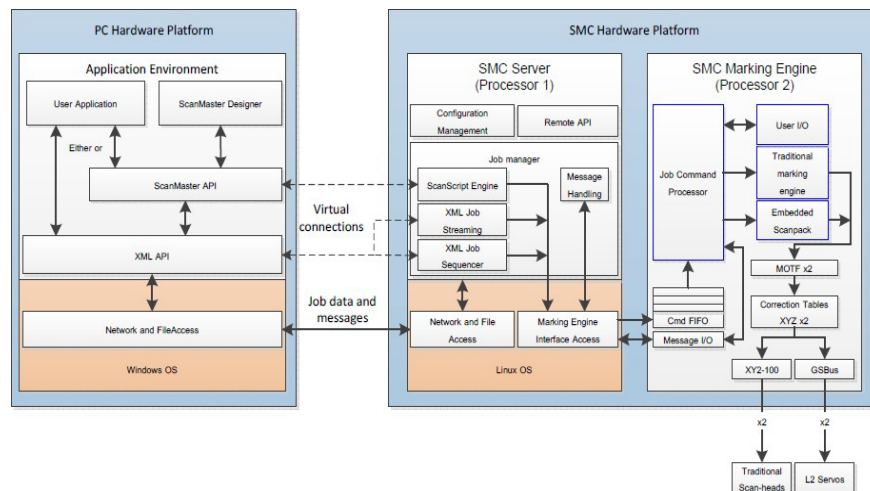 PC Hardware Platform
Application Environment
User Application
ScanMaster Designer
Either or
ScanMaster API
XML API
Network and FileAccess
Windows OS
Virtual
connections
Job data and
messages
SMC Hardware Platform
SMC Server
(Processor 1)
Configuration
Management
Remote API
Job manager
ScanScript Engine
Message
Handling
XML Job
Streaming
XML Job
Sequencer
Network and File
Access
Marking Engine
Interface Access
Linux OS
SMC Marking Engine
(Processor 2)
Job Command
Processor
User I/O
Traditional
marking
engine
Embedded
Scanpack
MOTF x2
Correction Tables
XYZ x2
Cmd FIFO
Message I/O
XY2-100
GSBus
x2
x2
Traditional
Scan-heads
L2 Servos